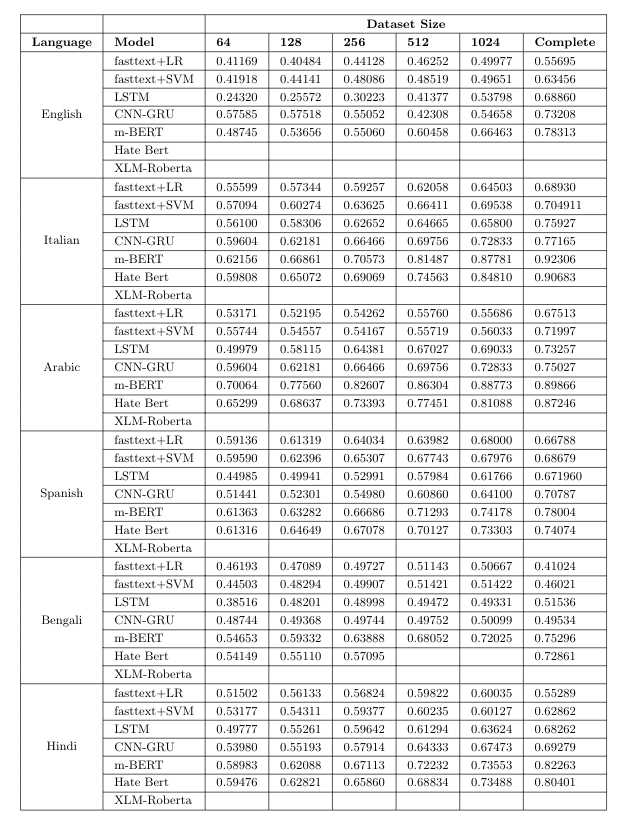 Dataset Size
Language Model 64 128 256 512 1024 Complete
English
fasttext+LR 0.41169 0.40484 0.44128 0.46252 0.49977 0.55695
fasttext+SVM 0.41918 0.44141 0.48086 0.48519 0.49651 0.63456
LSTM 0.24320 0.25572 0.30223 0.41377 0.53798 0.68860
CNN-GRU 0.57585 0.57518 0.55052 0.42308 0.54658 0.73208
m-BERT 0.48745 0.53656 0.55060 0.60458 0.66463 0.78313
Hate Bert
XLM-Roberta
Italian
fasttext+LR 0.55599 0.57344 0.59257 0.62058 0.64503 0.68930
fasttext+SVM 0.57094 0.60274 0.63625 0.66411 0.69538 0.704911
LSTM 0.56100 0.58306 0.62652 0.64665 0.65800 0.75927
CNN-GRU 0.59604 0.62181 0.66466 0.69756 0.72833 0.77165
m-BERT 0.62156 0.66861 0.70573 0.81487 0.87781 0.92306
Hate Bert 0.59808 0.65072 0.69069 0.74563 0.84810 0.90683
XLM-Roberta
Arabic
fasttext+LR 0.53171 0.52195 0.54262 0.55760 0.55686 0.67513
fasttext+SVM 0.55744 0.54557 0.54167 0.55719 0.56033 0.71997
LSTM 0.49979 0.58115 0.64381 0.67027 0.69033 0.73257
CNN-GRU 0.59604 0.62181 0.66466 0.69756 0.72833 0.75027
m-BERT 0.70064 0.77560 0.82607 0.86304 0.88773 0.89866
Hate Bert 0.65299 0.68637 0.73393 0.77451 0.81088 0.87246
XLM-Roberta
Spanish
fasttext+LR 0.59136 0.61319 0.64034 0.63982 0.68000 0.66788
fasttext+SVM 0.59590 0.62396 0.65307 0.67743 0.67976 0.68679
LSTM 0.44985 0.49941 0.52991 0.57984 0.61766 0.671960
CNN-GRU 0.51441 0.52301 0.54980 0.60860 0.64100 0.70787
m-BERT 0.61363 0.63282 0.66686 0.71293 0.74178 0.78004
Hate Bert 0.61316 0.64649 0.67078 0.70127 0.73303 0.74074
XLM-Roberta
Bengali
fasttext+LR 0.46193 0.47089 0.49727 0.51143 0.50667 0.41024
fasttext+SVM 0.44503 0.48294 0.49907 0.51421 0.51422 0.46021
LSTM 0.38516 0.48201 0.48998 0.49472 0.49331 0.51536
CNN-GRU 0.48744 0.49368 0.49744 0.49752 0.50099 0.49534
m-BERT 0.54653 0.59332 0.63888 0.68052 0.72025 0.75296
Hate Bert 0.54149 0.55110 0.57095 0.72861
XLM-Roberta
Hindi
fasttext+LR 0.51502 0.56133 0.56824 0.59822 0.60035 0.55289
fasttext+SVM 0.53177 0.54311 0.59377 0.60235 0.60127 0.62862
LSTM 0.49777 0.55261 0.59642 0.61294 0.63624 0.68262
CNN-GRU 0.53980 0.55193 0.57914 0.64333 0.67473 0.69279
m-BERT 0.58983 0.62088 0.67113 0.72232 0.73553 0.82263
Hate Bert 0.59476 0.62821 0.65860 0.68834 0.73488 0.80401
XLM-Roberta